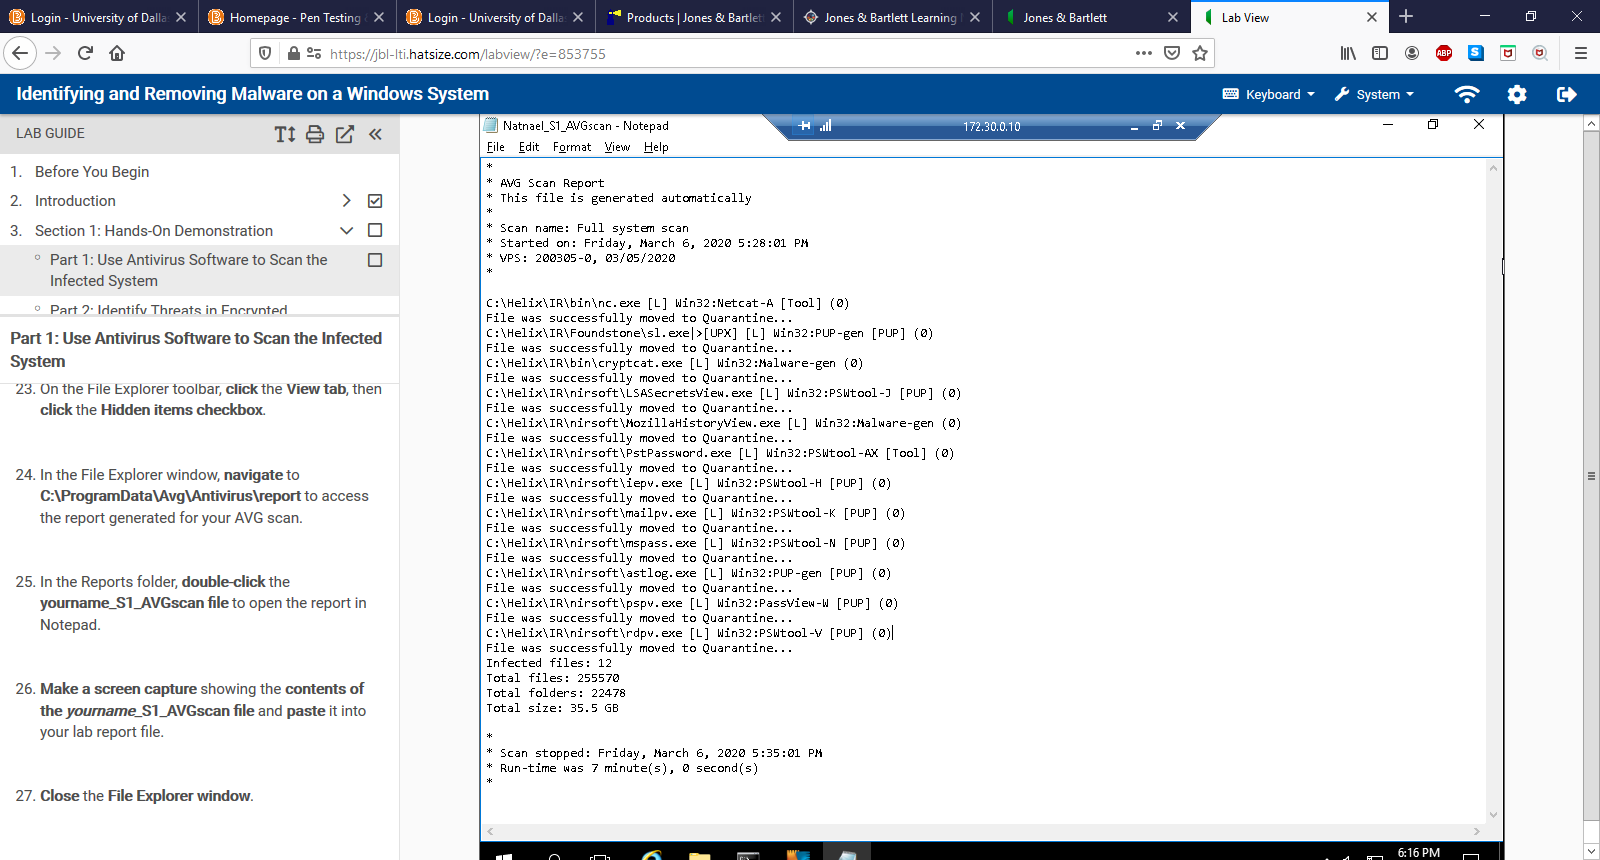 Login - University of Dalla
Homepage - Pen Testing &
Login - University of Dalla
Products | Jones & Bartlett
Jones & Bartlett Learning
Jones & Bartlett
Lab View
https://jbl-lti.hatsize.com/labview/?e=853755
ABP
S
Identifying and Removing Malware on a Windows System
Keyboard
System
LAB GUIDE
1. Before You Begin
2. Introduction
3. Section 1: Hands-On Demonstration
Part 1: Use Antivirus Software to Scan the
Infected System
Part 2: Identify Threats in Encrypted
Part 1: Use Antivirus Software to Scan the Infected
System
23. On the File Explorer toolbar, click the View tab, then
click the Hidden items checkbox.
24. In the File Explorer window, navigate to
C:\ProgramData\Avg\Antivirus\report to access
the report generated for your AVG scan.
25. In the Reports folder, double-click the
yourname_S1_AVGscan file to open the report in
Notepad.
26. Make a screen capture showing the contents of
the yourname_S1_AVGscan file and paste it into
your lab report file.
27. Close the File Explorer window.
Natnael_S1_AVGscan - Notepad
172.30.0.10
File Edit Format View Help
*
* AVG Scan Report
* This file is generated automatically
*
* Scan name: Full system scan
* Started on: Friday, March 6, 2020 5:28:01 PM
* VPS: 200305-0, 03/05/2020
*
C:\Helix\IR\bin\nc.exe [L] Win32:Netcat-A [Tool] (0)
File was successfully moved to Quarantine...
C:\Helix\IR\Foundstone\sl.exe|>[UPX] [L] Win32:PUP-gen [PUP] (0)
File was successfully moved to Quarantine...
C:\Helix\IR\bin\cryptcat.exe [L] Win32:Malware-gen (0)
File was successfully moved to Quarantine...
C:\Helix\IR\nirsoft\LSASecretsView.exe [L] Win32:PSWtool-J [PUP] (0)
File was successfully moved to Quarantine...
C:\Helix\IR\nirsoft\MozillaHistoryView.exe [L] Win32:Malware-gen (0)
File was successfully moved to Quarantine...
C:\Helix\IR\nirsoft\PstPassword.exe [L] Win32:PSWtool-AX [Tool] (0)
File was successfully moved to Quarantine...
C:\Helix\IR\nirsoft\iepv.exe [L] Win32:PSWtool-H [PUP] (0)
File was successfully moved to Quarantine...
C:\Helix\IR\nirsoft\mailpv.exe [L] Win32:PSWtool-K [PUP] (0)
File was successfully moved to Quarantine...
C:\Helix\IR\nirsoft\mspass.exe [L] Win32:PSWtool-N [PUP] (0)
File was successfully moved to Quarantine...
C:\Helix\IR\nirsoft\astlog.exe [L] Win32:PUP-gen [PUP] (0)
File was successfully moved to Quarantine...
C:\Helix\IR\nirsoft\pspv.exe [L] Win32:PassView-W [PUP] (0)
File was successfully moved to Quarantine...
C:\Helix\IR\nirsoft\rdpv.exe [L] Win32:PSWtool-V [PUP] (0)
File was successfully moved to Quarantine...
Infected files: 12
Total files: 255570
Total folders: 22478
Total size: 35.5 GB
*
* Scan stopped: Friday, March 6, 2020 5:35:01 PM
* Run-time was 7 minute(s), 0 second(s)
*
6:16 PM